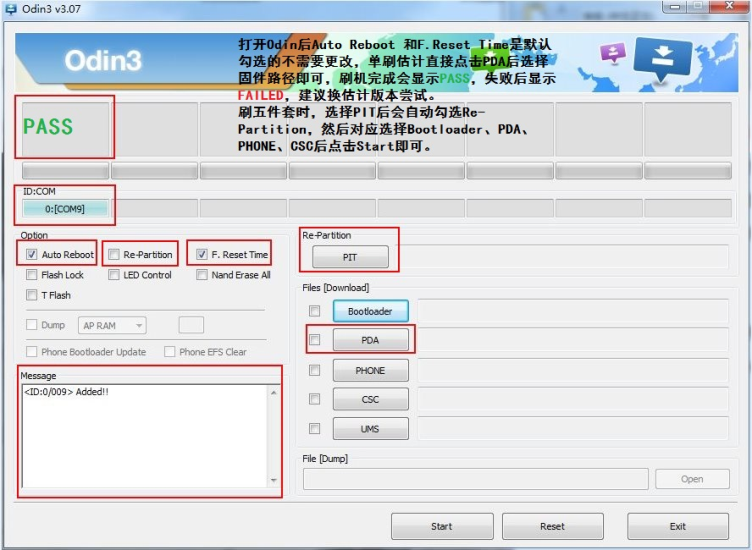 Odin3 v3.07
Odin3
打开Odin后Auto Reboot 和F.Reset Time是默认
勾选的不需要更改，单刷估计直接点击PDA后选择
固件路径即可，刷机完成会显示PASS，失败后显示
FAILED，建议换估计版本尝试。
刷五件套时，选择PIT后会自动勾选Re-
Partition，然后对应选择Bootloader、PDA、
PHONE、CSC后点击Start即可。
PASS
ID:COM
0:[COM9]
Option
Auto Reboot
Re-Partition
F. Reset Time
Flash Lock
LED Control
Nand Erase All
T Flash
Dump
AP RAM
Phone Bootloader Update
Phone EFS Clear
Message
<ID:0/009> Added!!
Re-Partition
PIT
Files [Download]
Bootloader
PDA
PHONE
CSC
UMS
File [Dump]
Open
Start
Reset
Exit